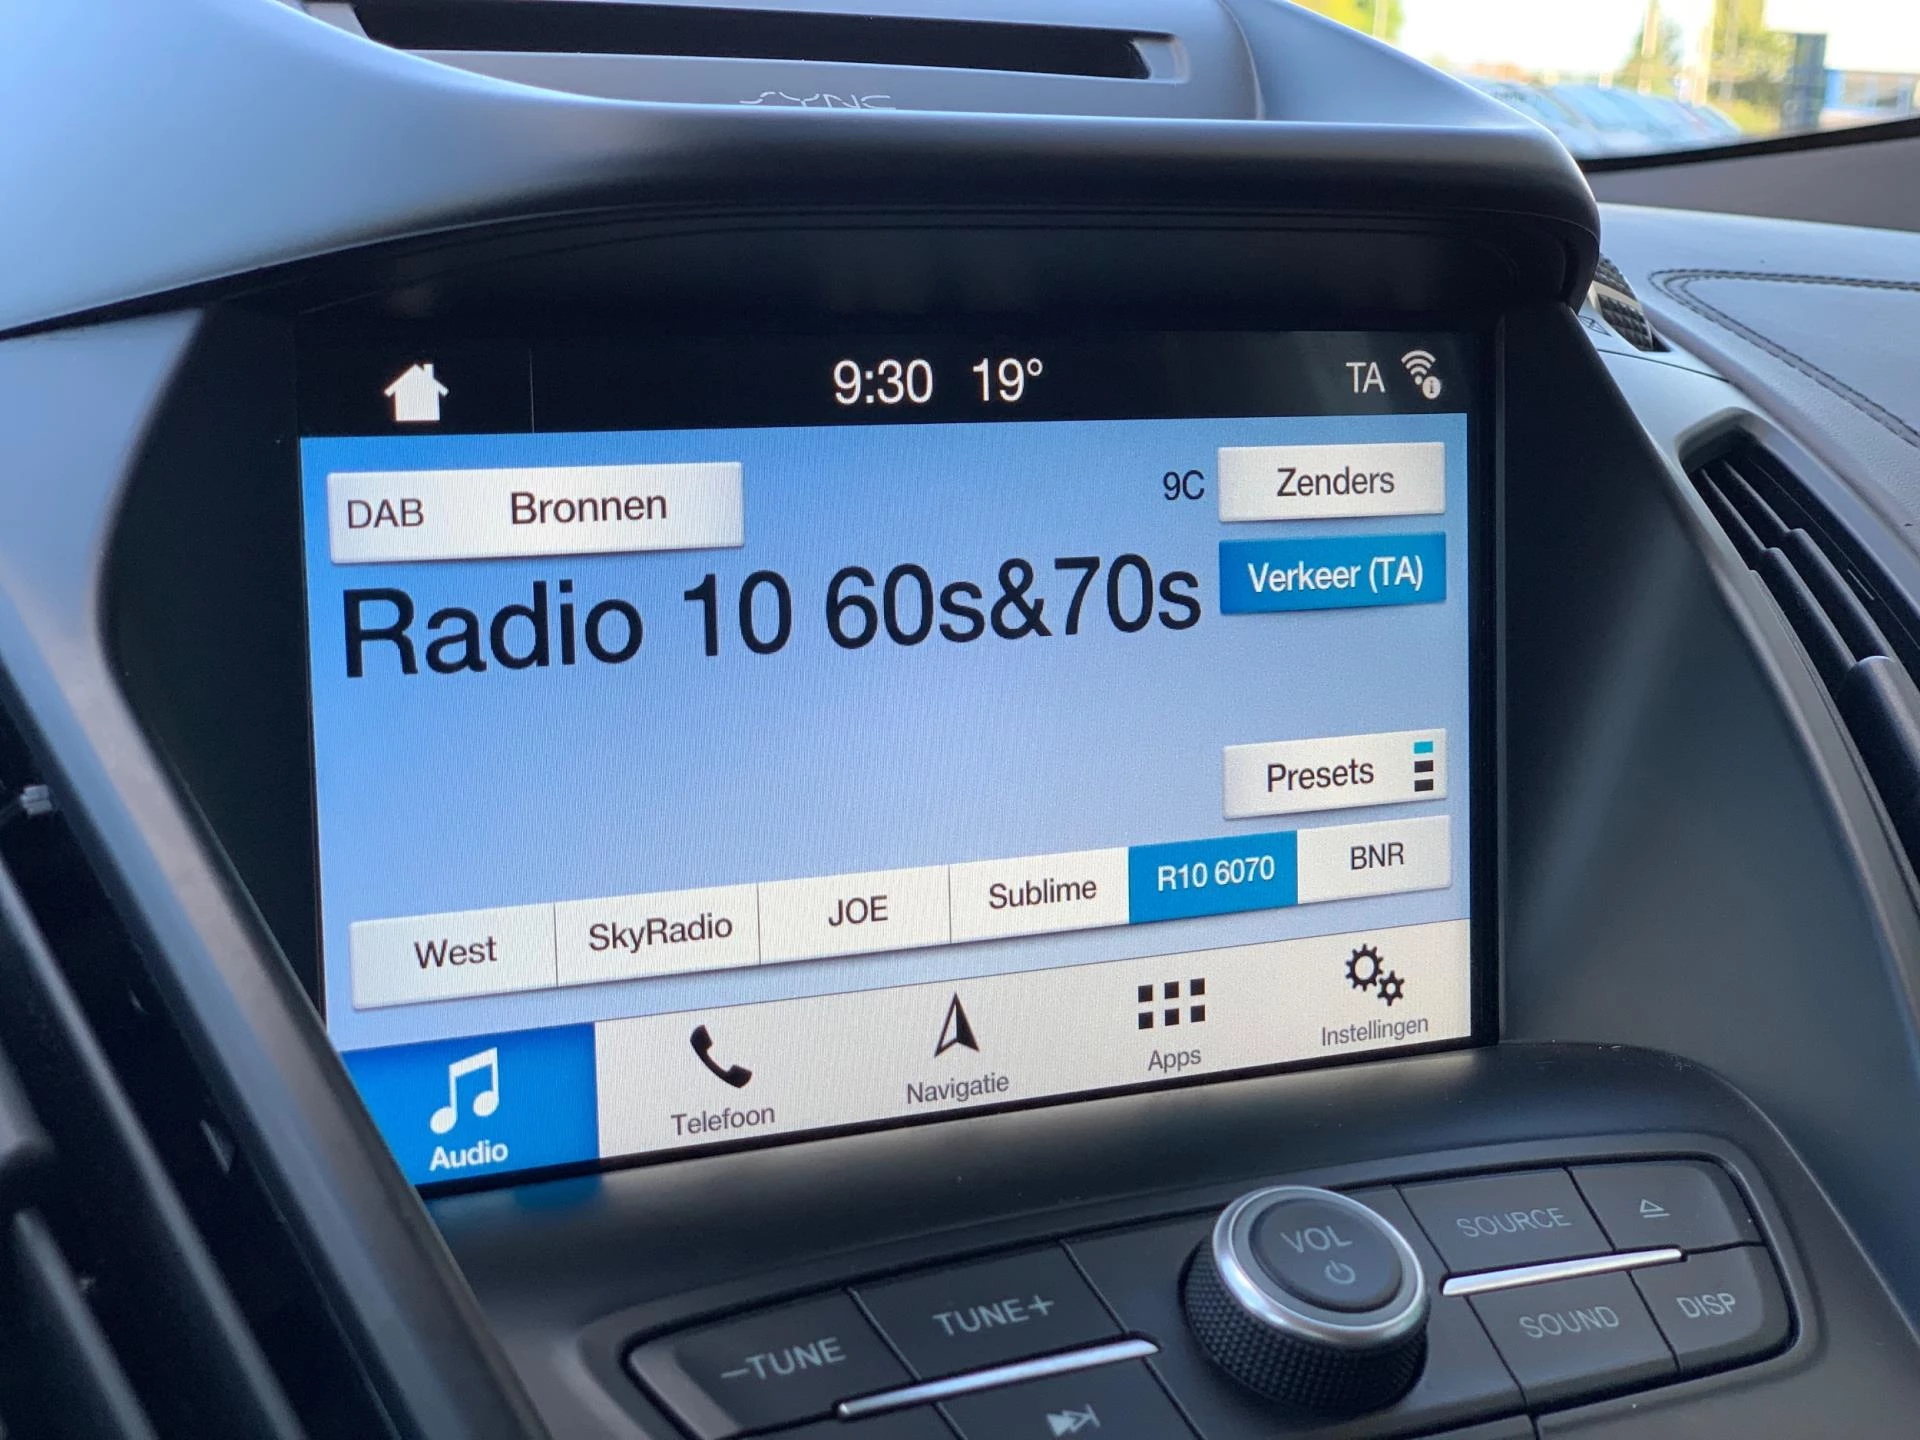 SYNC
9:30 19°
TA
DAB Bronnen
9C Zenders
Radio 10 60s&70s
Verkeer (TA)
Presets
West SkyRadio JOE Sublime R10 6070 BNR
Audio Telefoon Navigatie Apps Instellingen
VOL
SOURCE
–TUNE TUNE+
SOUND DISP